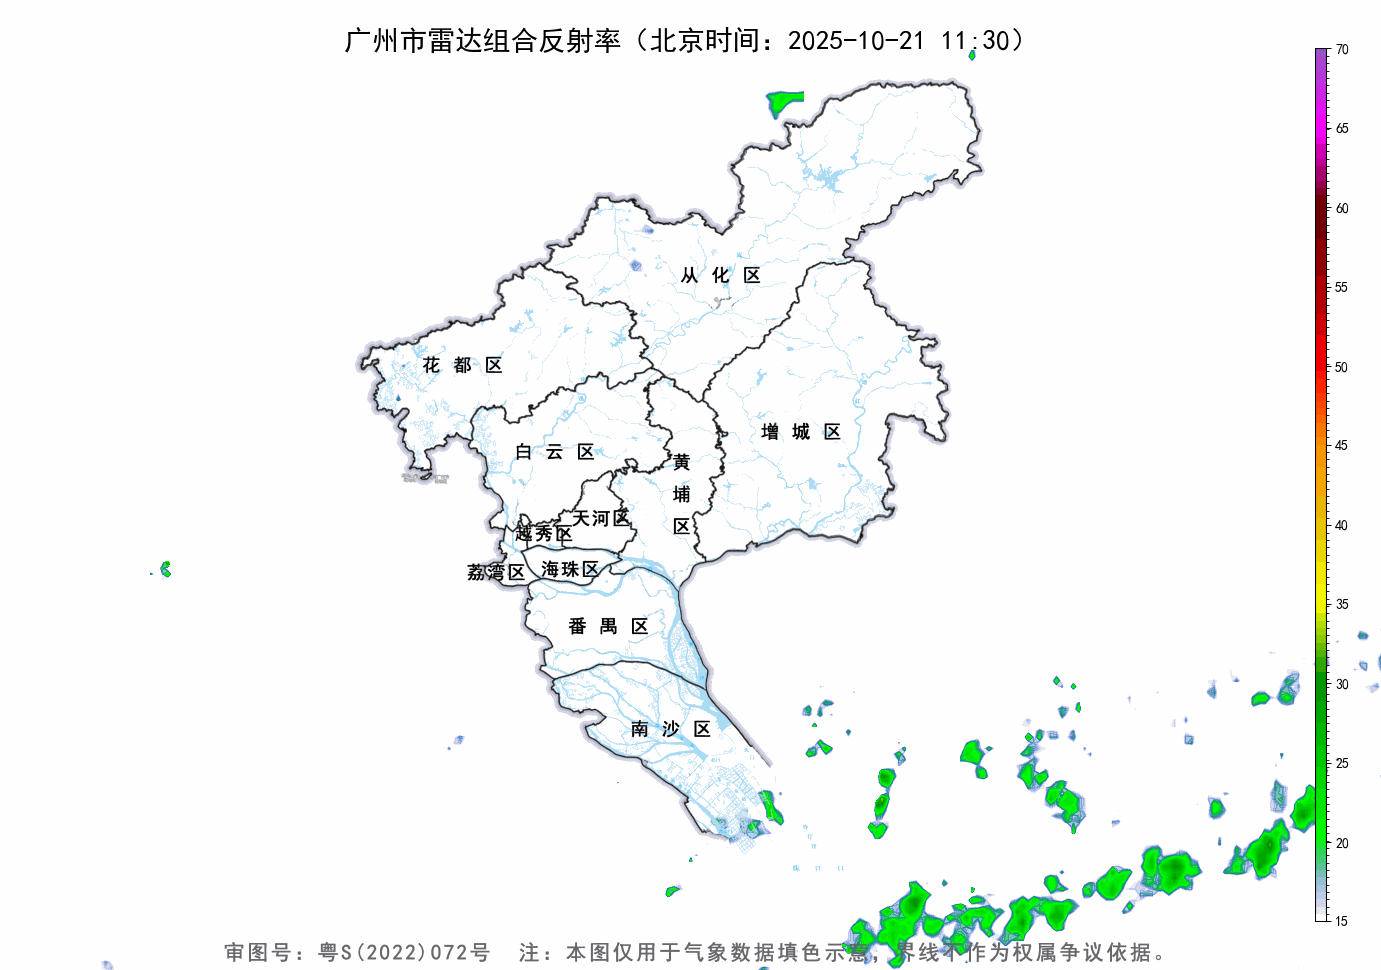 广州市雷达组合反射率（北京时间：2025-10-21 11:30）
70
65
60
55
50
45
40
35
30
25
20
15
从化区
花都区
增城区
白云区
黄埔区
天河区
越秀区
荔湾区
海珠区
番禺区
南沙区
审图号：粤S(2022)072号 注：本图仅用于气象数据填色示意，界线不作为权属争议依据。